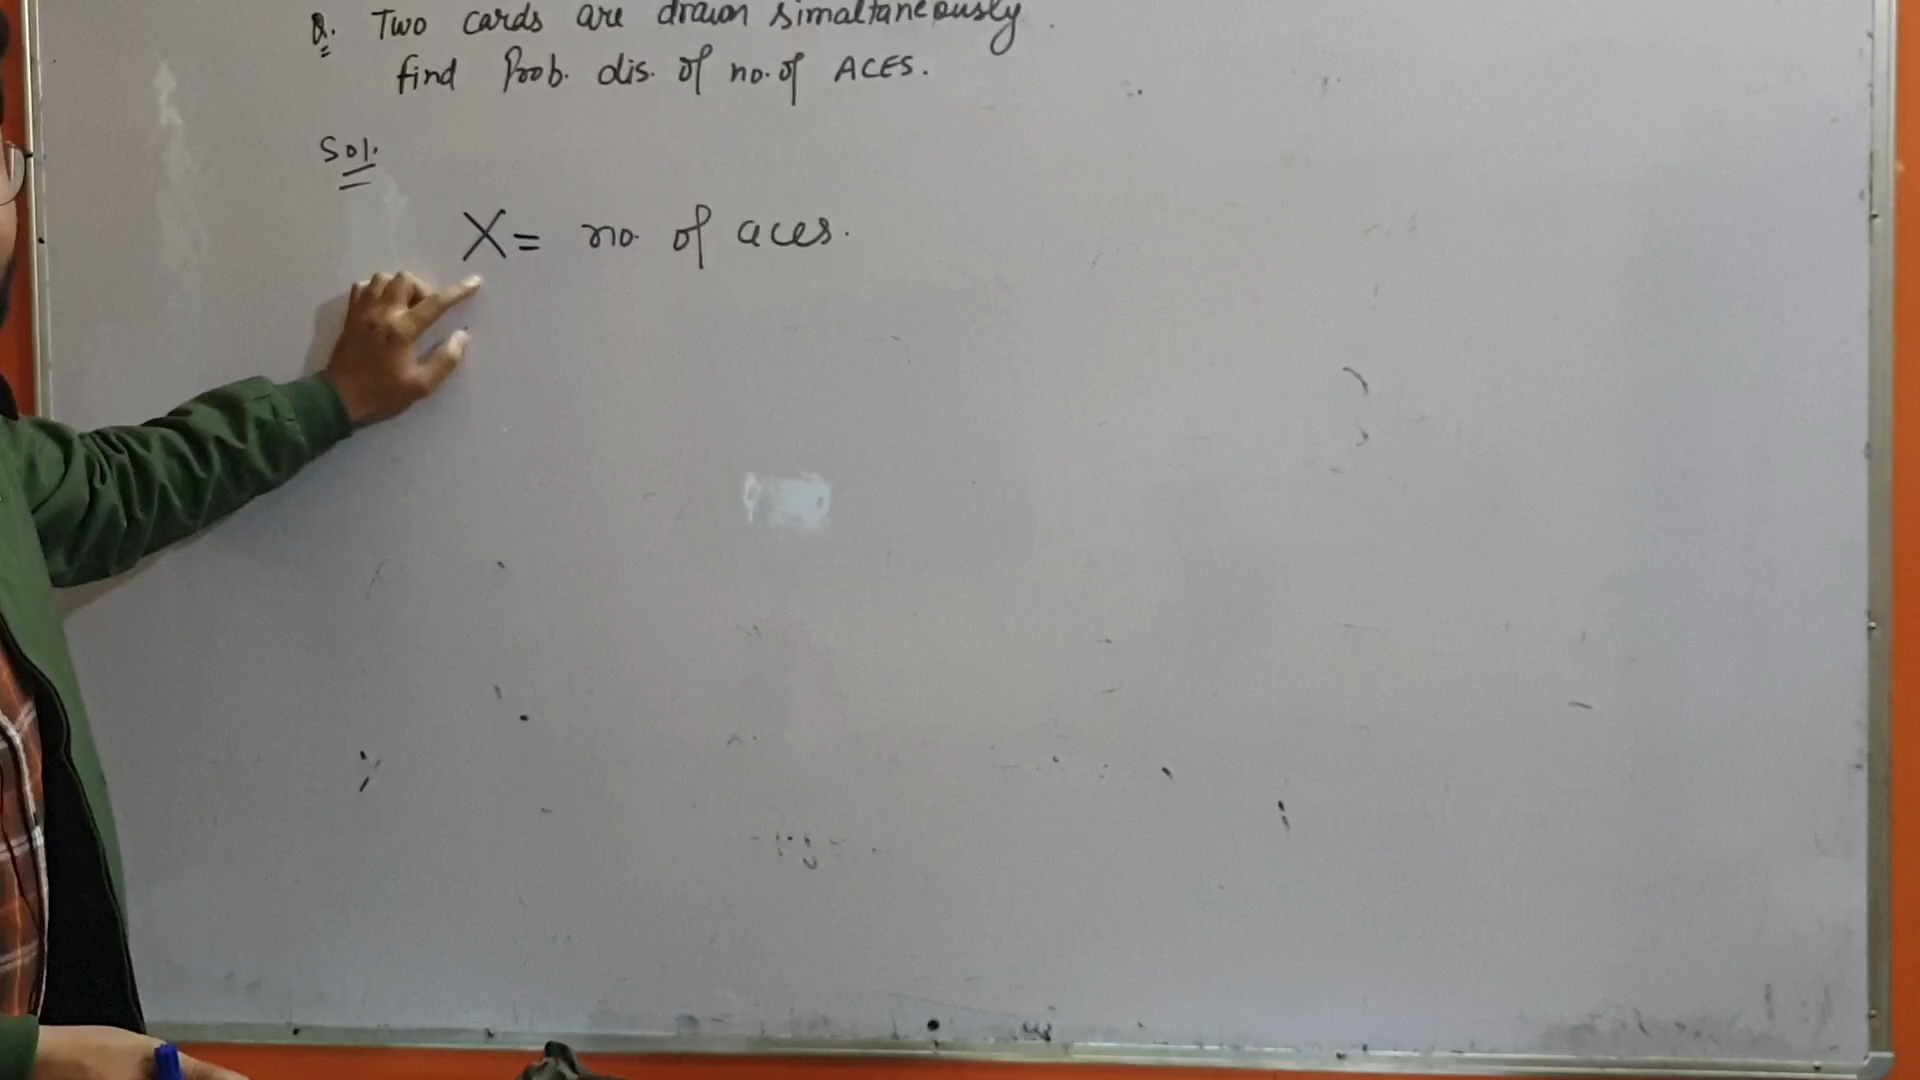 Q. Two cards are drawn simaltaneously.
find Prob. dis. of no. of ACES.
Sol.
X = no. of aces.